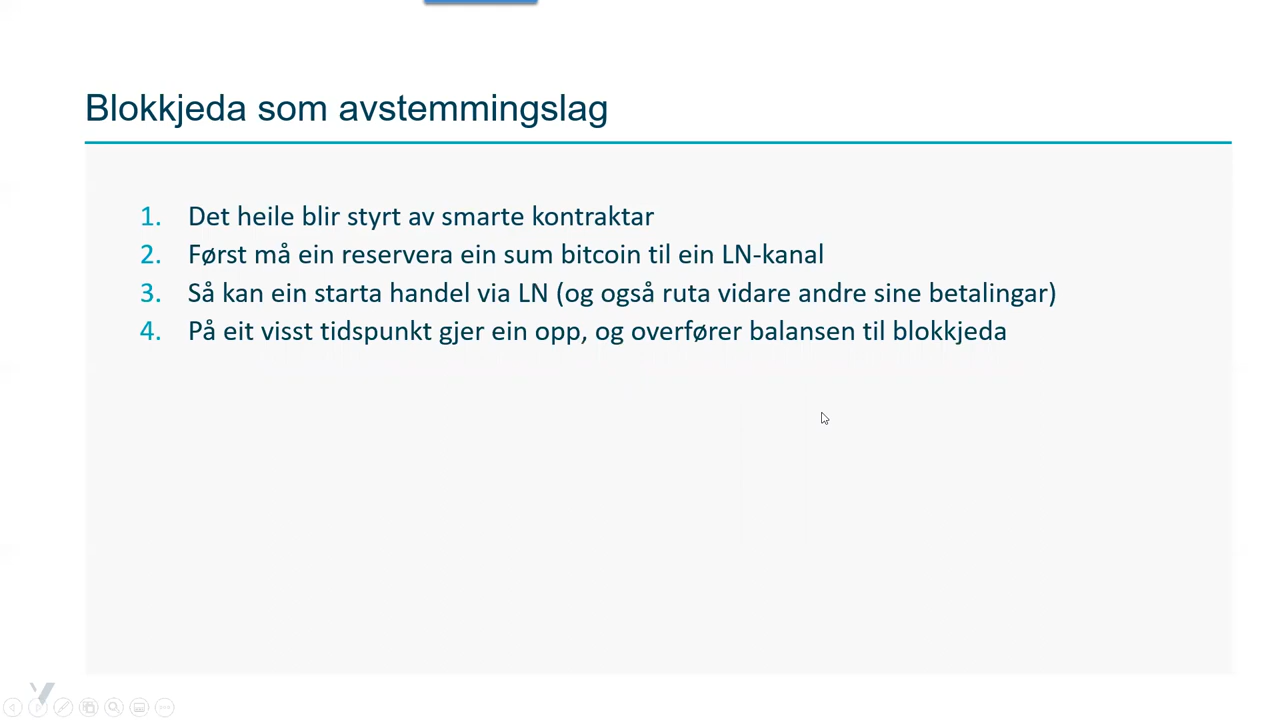 Blokkjeda som avstemmingslag
1. Det heile blir styrt av smarte kontraktar
2. Først må ein reservera ein sum bitcoin til ein LN-kanal
3. Så kan ein starta handel via LN (og også ruta vidare andre sine betalingar)
4. På eit visst tidspunkt gjer ein opp, og overfører balansen til blokkjeda